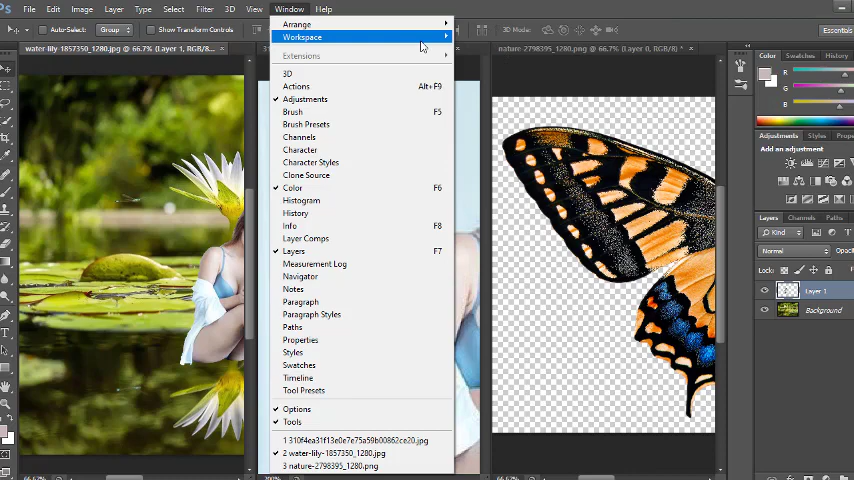 Ps File Edit Image Layer Type Select Filter 3D View Window Help
Auto-Select: Group Show Transform Controls 3D Mode: Essentials
water-lily-1857350_1280.jpg @ 66.7% (Layer 1, RGB/8... ×
nature-2798395_1280.png @ 66.7% (Layer 0, RGB/8) * ×
Arrange
Workspace
Extensions
3D
Actions Alt+F9
Adjustments
Brush F5
Brush Presets
Channels
Character
Character Styles
Clone Source
Color F6
Histogram
History
Info F8
Layer Comps
Layers F7
Measurement Log
Navigator
Notes
Paragraph
Paragraph Styles
Paths
Properties
Styles
Swatches
Timeline
Tool Presets
Options
Tools
1 310f4ea31f13e0e7e75a59b00862ce20.jpg
2 water-lily-1857350_1280.jpg
3 nature-2798395_1280.png
Color Swatches Styles
R
G
B
Adjustments Styles
Add an adjustment
Layers Channels Paths
Kind
Normal
Lock:
Layer 1
Background